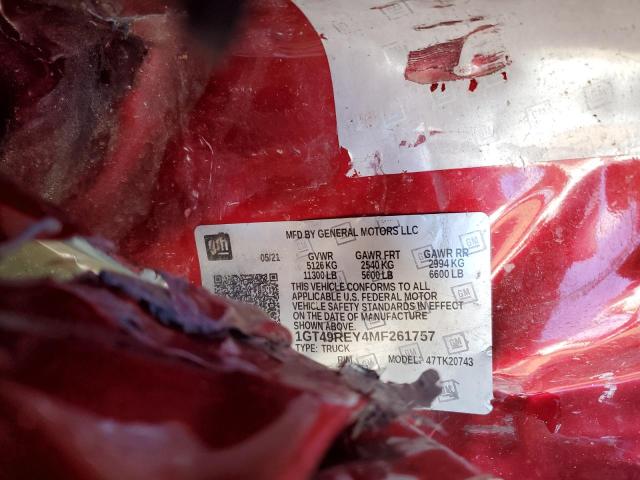 gm
MFD BY GENERAL MOTORS LLC
05/21 GVWR GAWR FRT GAWR RR
5126 KG 2540 KG 2994 KG
11300 LB 5600 LB 6600 LB
THIS VEHICLE CONFORMS TO ALL
APPLICABLE U.S. FEDERAL MOTOR
VEHICLE SAFETY STANDARDS IN EFFECT
ON THE DATE OF MANUFACTURE
SHOWN ABOVE.
1GT49REY4MF261757
TYPE: TRUCK
MODEL: 47TK20743